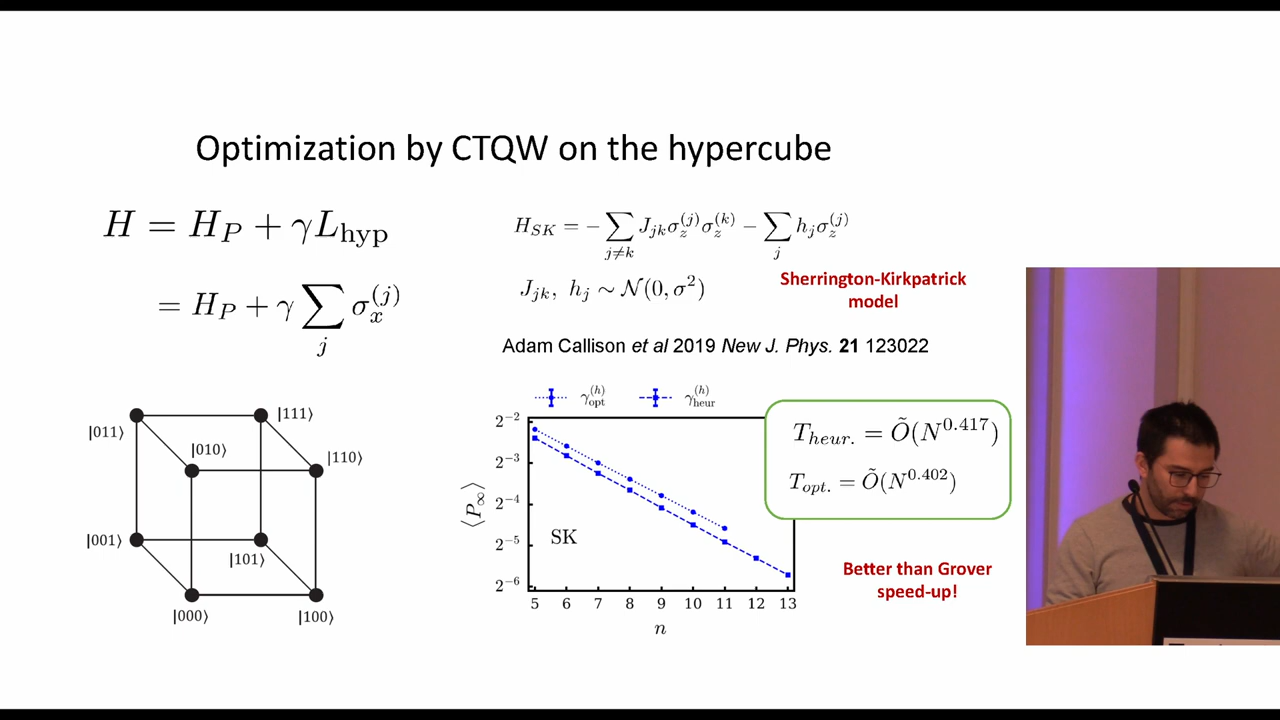 Optimization by CTQW on the hypercube
H = H_P + γL_hyp
= H_P + γ ∑_j σ_x^(j)
H_SK = − ∑_{j≠k} J_jk σ_z^(j) σ_z^(k) − ∑_j h_j σ_z^(j)
J_jk, h_j ∼ N(0, σ²)
Sherrington-Kirkpatrick
model
Adam Callison et al 2019 New J. Phys. 21 123022
|011⟩
|111⟩
|010⟩
|110⟩
|001⟩
|101⟩
|000⟩
|100⟩
γ_opt^(h) γ_heur^(h)
⟨P_∞⟩
2^−2
2^−3
2^−4
2^−5
2^−6
SK
5 6 7 8 9 10 11 12 13
n
T_heur. = Õ(N^0.417)
T_opt. = Õ(N^0.402)
Better than Grover
speed-up!